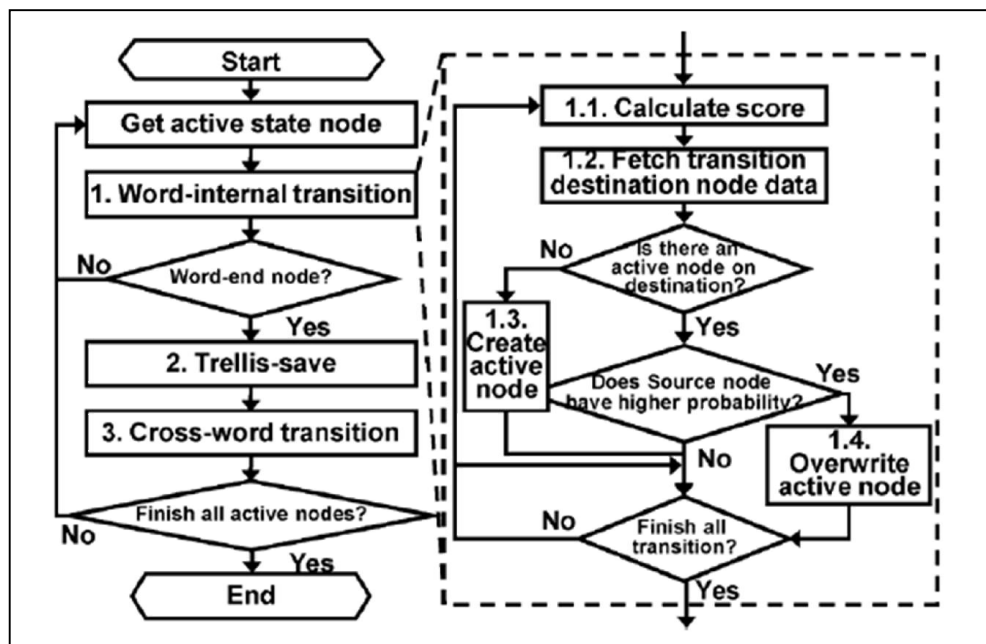 Start
Get active state node
1. Word-internal transition
No
Word-end node?
Yes
2. Trellis-save
3. Cross-word transition
Finish all active nodes?
No
Yes
End
1.1. Calculate score
1.2. Fetch transition
destination node data
No
Is there an
active node on
destination?
Yes
1.3.
Create
active
node
Does Source node
have higher probability?
Yes
No
1.4.
Overwrite
active node
No
Finish all
transition?
Yes